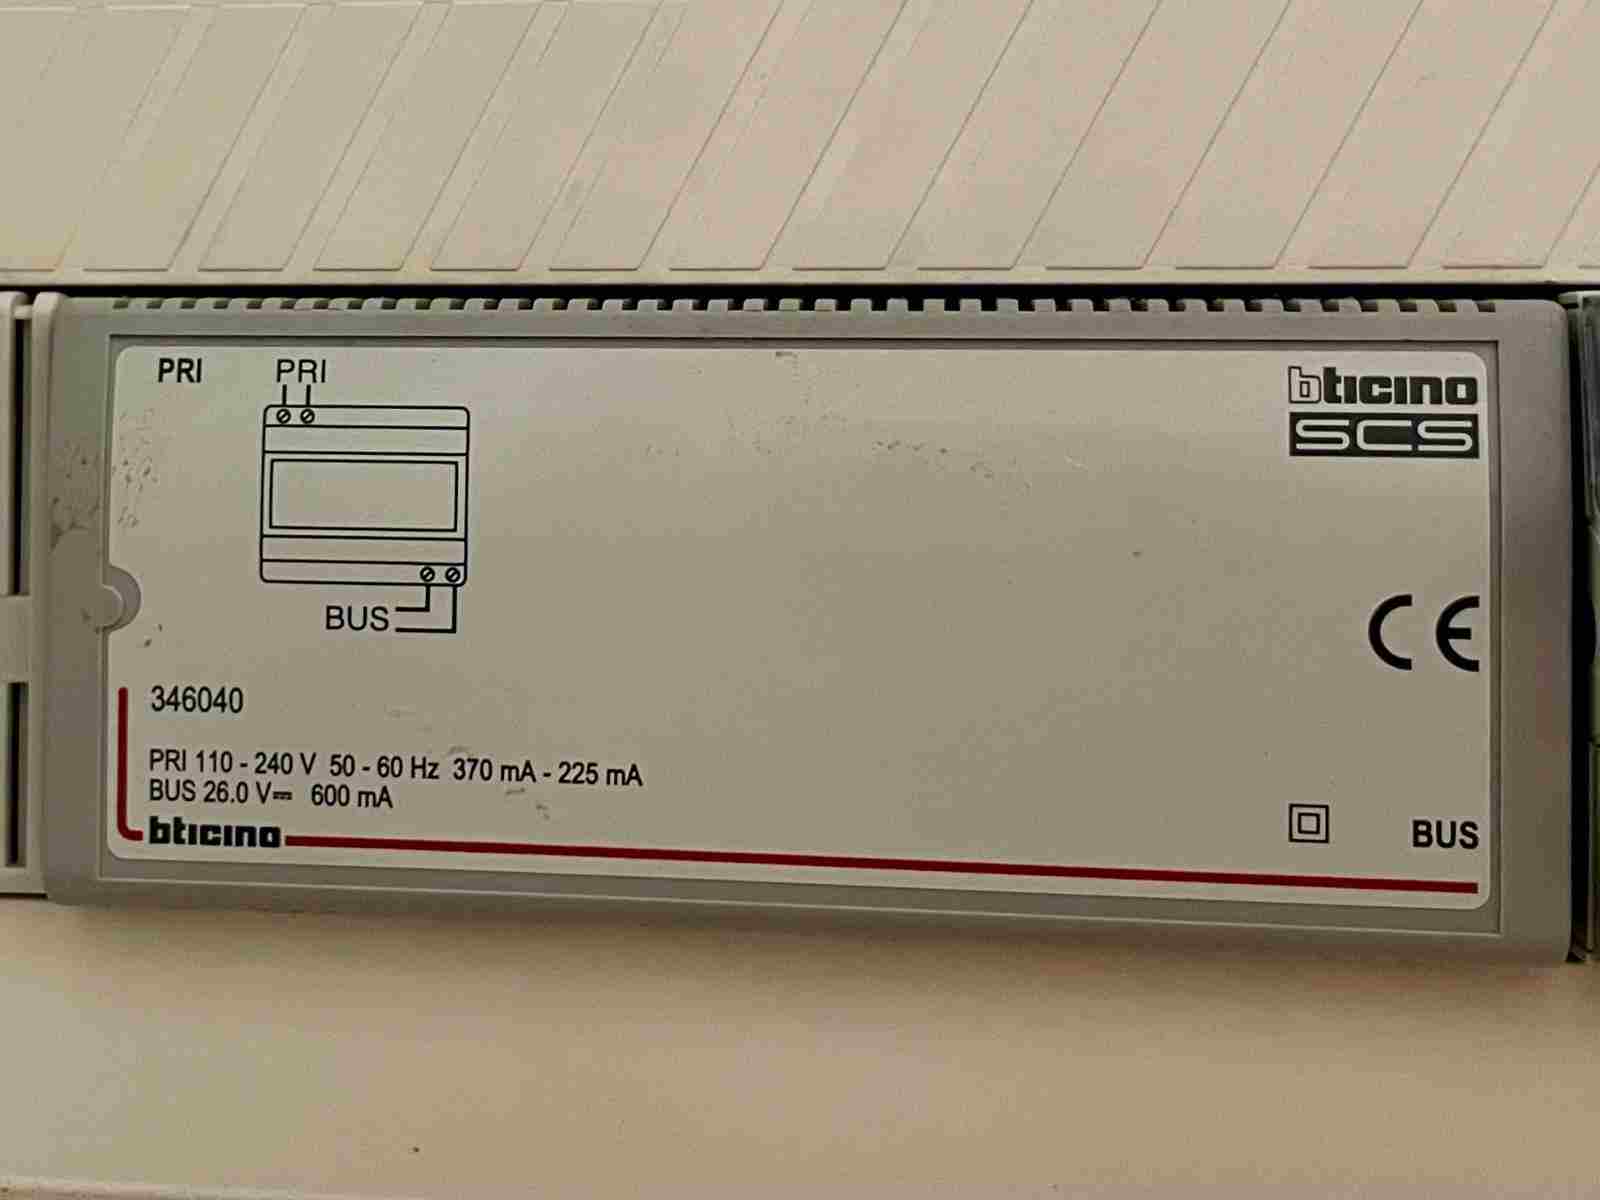 PRI
PRI
bticino
SCS
BUS
CE
346040
PRI 110 - 240 V 50 - 60 Hz 370 mA - 225 mA
BUS 26.0 V⎓ 600 mA
bticino
BUS